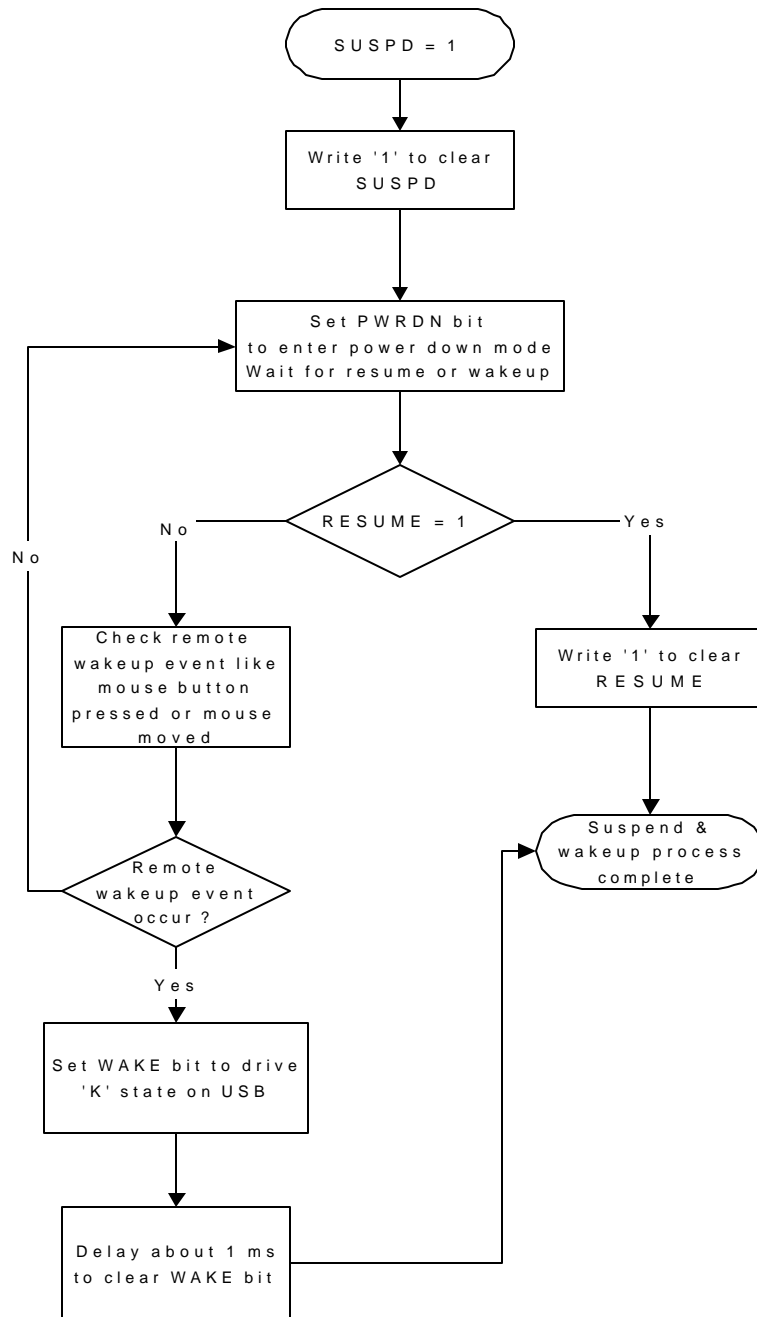 SUSPD = 1
Write '1' to clear
SUSPD
Set PWRDN bit
to enter power down mode
Wait for resume or wakeup
RESUME = 1
No
Yes
No
Check remote
wakeup event like
mouse button
pressed or mouse
moved
Write '1' to clear
RESUME
Suspend &
wakeup process
complete
Remote
wakeup event
occur ?
Yes
Set WAKE bit to drive
'K' state on USB
Delay about 1 ms
to clear WAKE bit